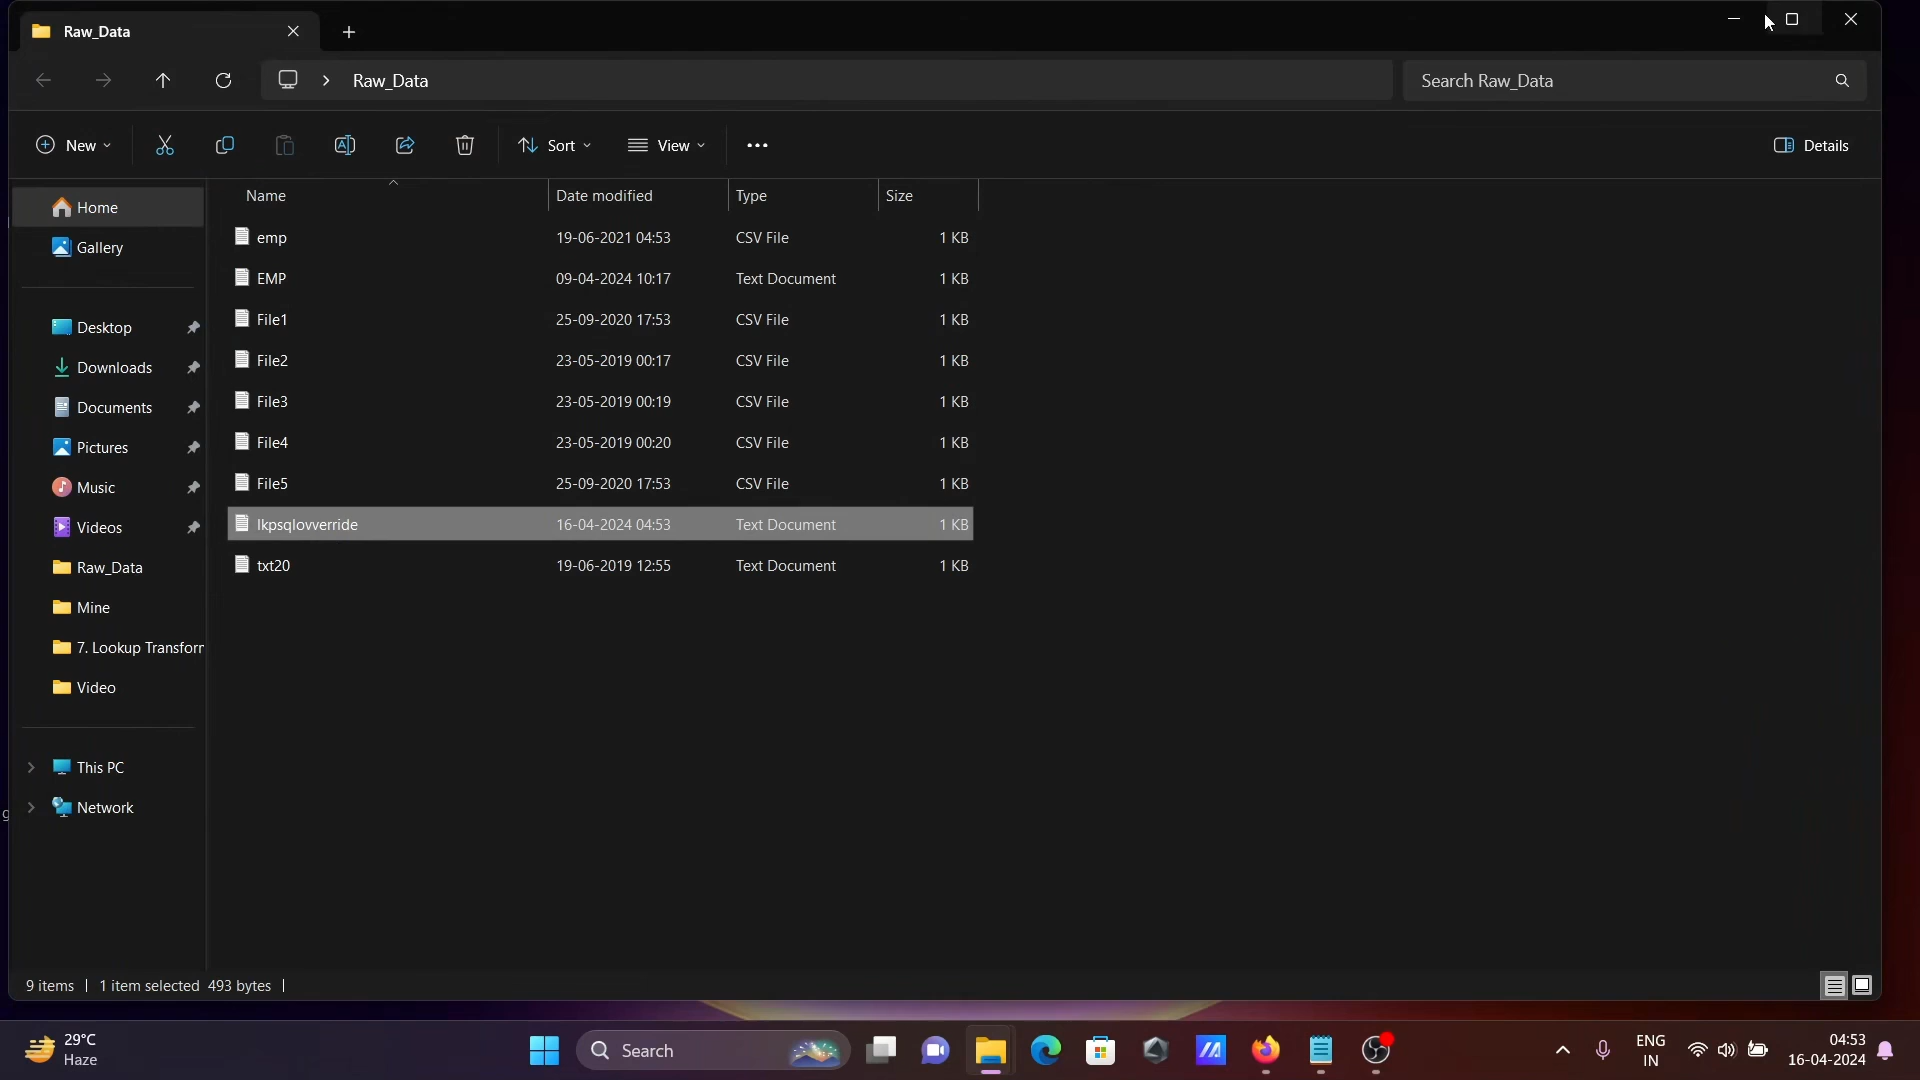 Raw_Data
Raw_Data
Search Raw_Data
New
Sort
View
Details
Home
Gallery
Desktop
Downloads
Documents
Pictures
Music
Videos
Raw_Data
Mine
7. Lookup Transforr
Video
This PC
Network
Name Date modified Type Size
emp 19-06-2021 04:53 CSV File 1 KB
EMP 09-04-2024 10:17 Text Document 1 KB
File1 25-09-2020 17:53 CSV File 1 KB
File2 23-05-2019 00:17 CSV File 1 KB
File3 23-05-2019 00:19 CSV File 1 KB
File4 23-05-2019 00:20 CSV File 1 KB
File5 25-09-2020 17:53 CSV File 1 KB
lkpsqlovverride 16-04-2024 04:53 Text Document 1 KB
txt20 19-06-2019 12:55 Text Document 1 KB
9 items | 1 item selected 493 bytes |
29°C
Haze
Search
ENG
IN
04:53
16-04-2024